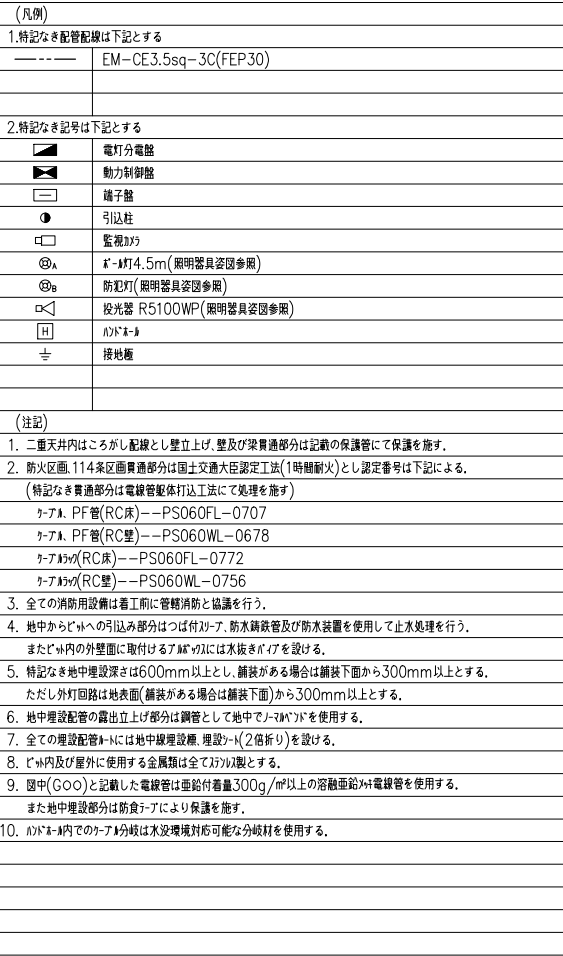 (凡例)
1.特記なき配管配線は下記とする
EM-CE3.5sq-3C(FEP30)
2.特記なき記号は下記とする
電灯分電盤
動力制御盤
端子盤
引込柱
監視ｶﾒﾗ
A ﾎﾟｰﾙ灯4.5m(照明器具姿図参照)
B 防犯灯(照明器具姿図参照)
投光器 R5100WP(照明器具姿図参照)
H ﾊﾝﾄﾞﾎｰﾙ
接地極
(注記)
1. 二重天井内はころがし配線とし壁立上げ､壁及び梁貫通部分は記載の保護管にて保護を施す.
2. 防火区画､114条区画貫通部分は国土交通大臣認定工法(1時間耐火)とし認定番号は下記による.
(特記なき貫通部分は電線管躯体打込工法にて処理を施す)
ｹｰﾌﾞﾙ､ PF管(RC床)--PS060FL-0707
ｹｰﾌﾞﾙ､ PF管(RC壁)--PS060WL-0678
ｹｰﾌﾞﾙﾗｯｸ(RC床)--PS060FL-0772
ｹｰﾌﾞﾙﾗｯｸ(RC壁)--PS060WL-0756
3. 全ての消防用設備は着工前に管轄消防と協議を行う.
4. 地中からﾋﾟｯﾄへの引込み部分はつば付ｽﾘｰﾌﾞ､防水鋳鉄管及び防水装置を使用して止水処理を行う.
またﾋﾟｯﾄ内の外壁面に取付けるﾌﾟﾙﾎﾞｯｸｽには水抜きﾊﾟｲﾌﾟを設ける.
5. 特記なき地中埋設深さは600mm以上とし､舗装がある場合は舗装下面から300mm以上とする.
ただし外灯回路は地表面(舗装がある場合は舗装下面)から300mm以上とする.
6. 地中埋設配管の露出立上げ部分は鋼管として地中でﾉｰﾏﾙﾍﾞﾝﾄﾞを使用する.
7. 全ての埋設配管ﾙｰﾄには地中線埋設標､埋設ｼｰﾄ(2倍折り)を設ける.
8. ﾋﾟｯﾄ内及び屋外に使用する金属類は全てｽﾃﾝﾚｽ製とする.
9. 図中(G○○)と記載した電線管は亜鉛付着量300g/㎡以上の溶融亜鉛ﾒｯｷ電線管を使用する.
また地中埋設部分は防食ﾃｰﾌﾟにより保護を施す.
10. ﾊﾝﾄﾞﾎｰﾙ内でのｹｰﾌﾞﾙ分岐は水没環境対応可能な分岐材を使用する.